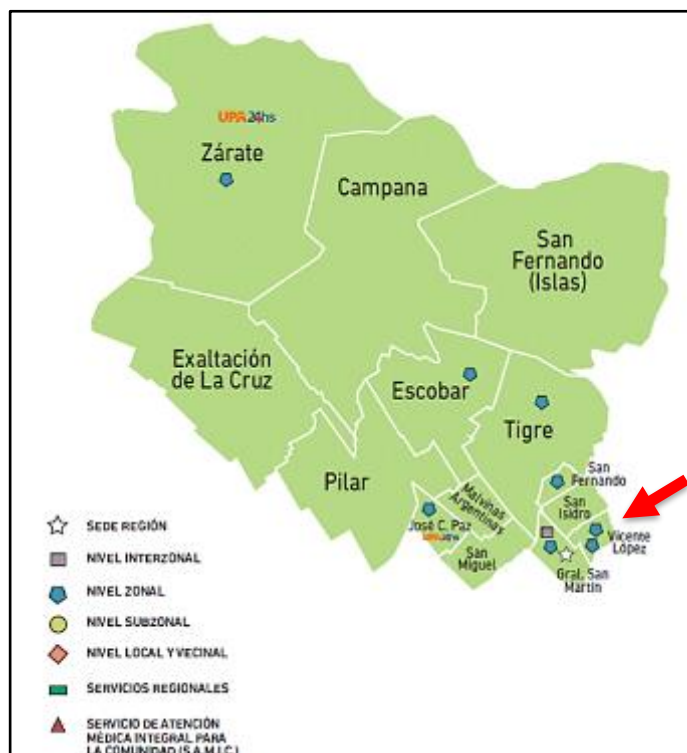 UPA24hs
Zárate
Campana
San
Fernando
(Islas)
Exaltación
de La Cruz
Escobar
Tigre
Pilar
San
Fernando
Malvinas
Argentinas
San
Isidro
José C. Paz
UPA24hs
Vicente
López
San
Miguel
Gral. San
Martín
SEDE REGIÓN
NIVEL INTERZONAL
NIVEL ZONAL
NIVEL SUBZONAL
NIVEL LOCAL Y VECINAL
SERVICIOS REGIONALES
SERVICIO DE ATENCIÓN
MÉDICA INTEGRAL PARA
LA COMUNIDAD (S.A.M.I.C.)